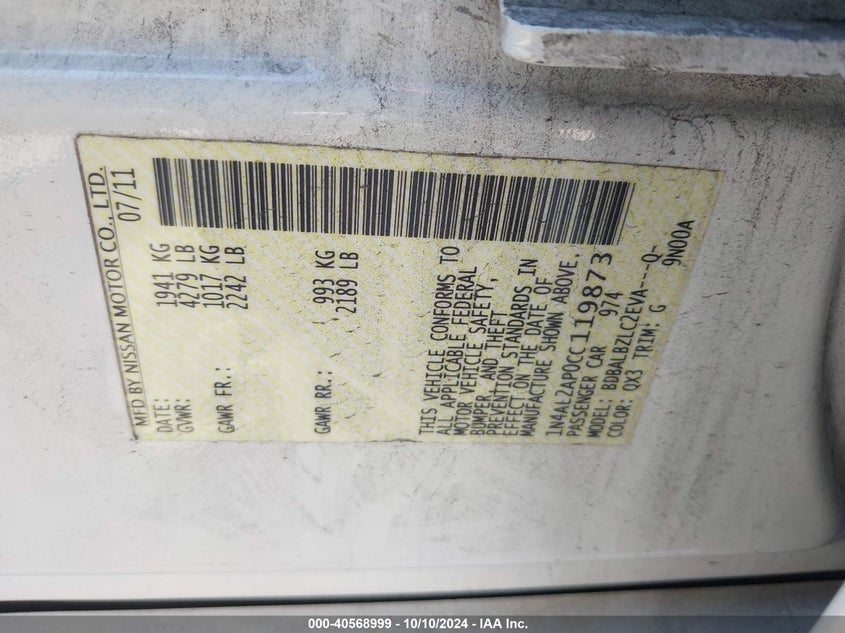 MFD BY NISSAN MOTOR CO., LTD.
DATE: 07/11
GVWR: 1941 KG
4279 LB
GAWR FR.: 1017 KG
2242 LB
GAWR RR.: 993 KG
2189 LB
THIS VEHICLE CONFORMS TO
ALL APPLICABLE FEDERAL
MOTOR VEHICLE SAFETY,
BUMPER, AND THEFT
PREVENTION STANDARDS IN
EFFECT ON THE DATE OF
MANUFACTURE SHOWN ABOVE.
1N4AL2AP0CC119873
PASSENGER CAR 974
MODEL: BDBALBZLC2EVA---Q-
COLOR: QX3 TRIM: G 9N00A
000-40568999 - 10/10/2024 - IAA Inc.